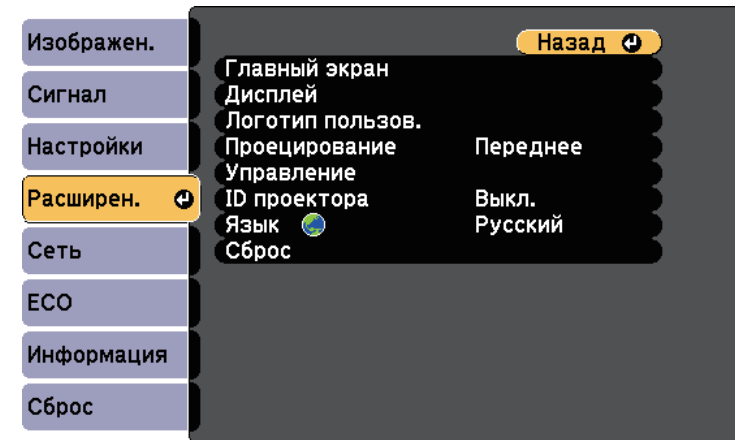 Изображен.
Сигнал
Настройки
Расширен.
Сеть
ECO
Информация
Сброс
Назад
Главный экран
Дисплей
Логотип пользов.
Проецирование Переднее
Управление
ID проектора Выкл.
Язык Русский
Сброс